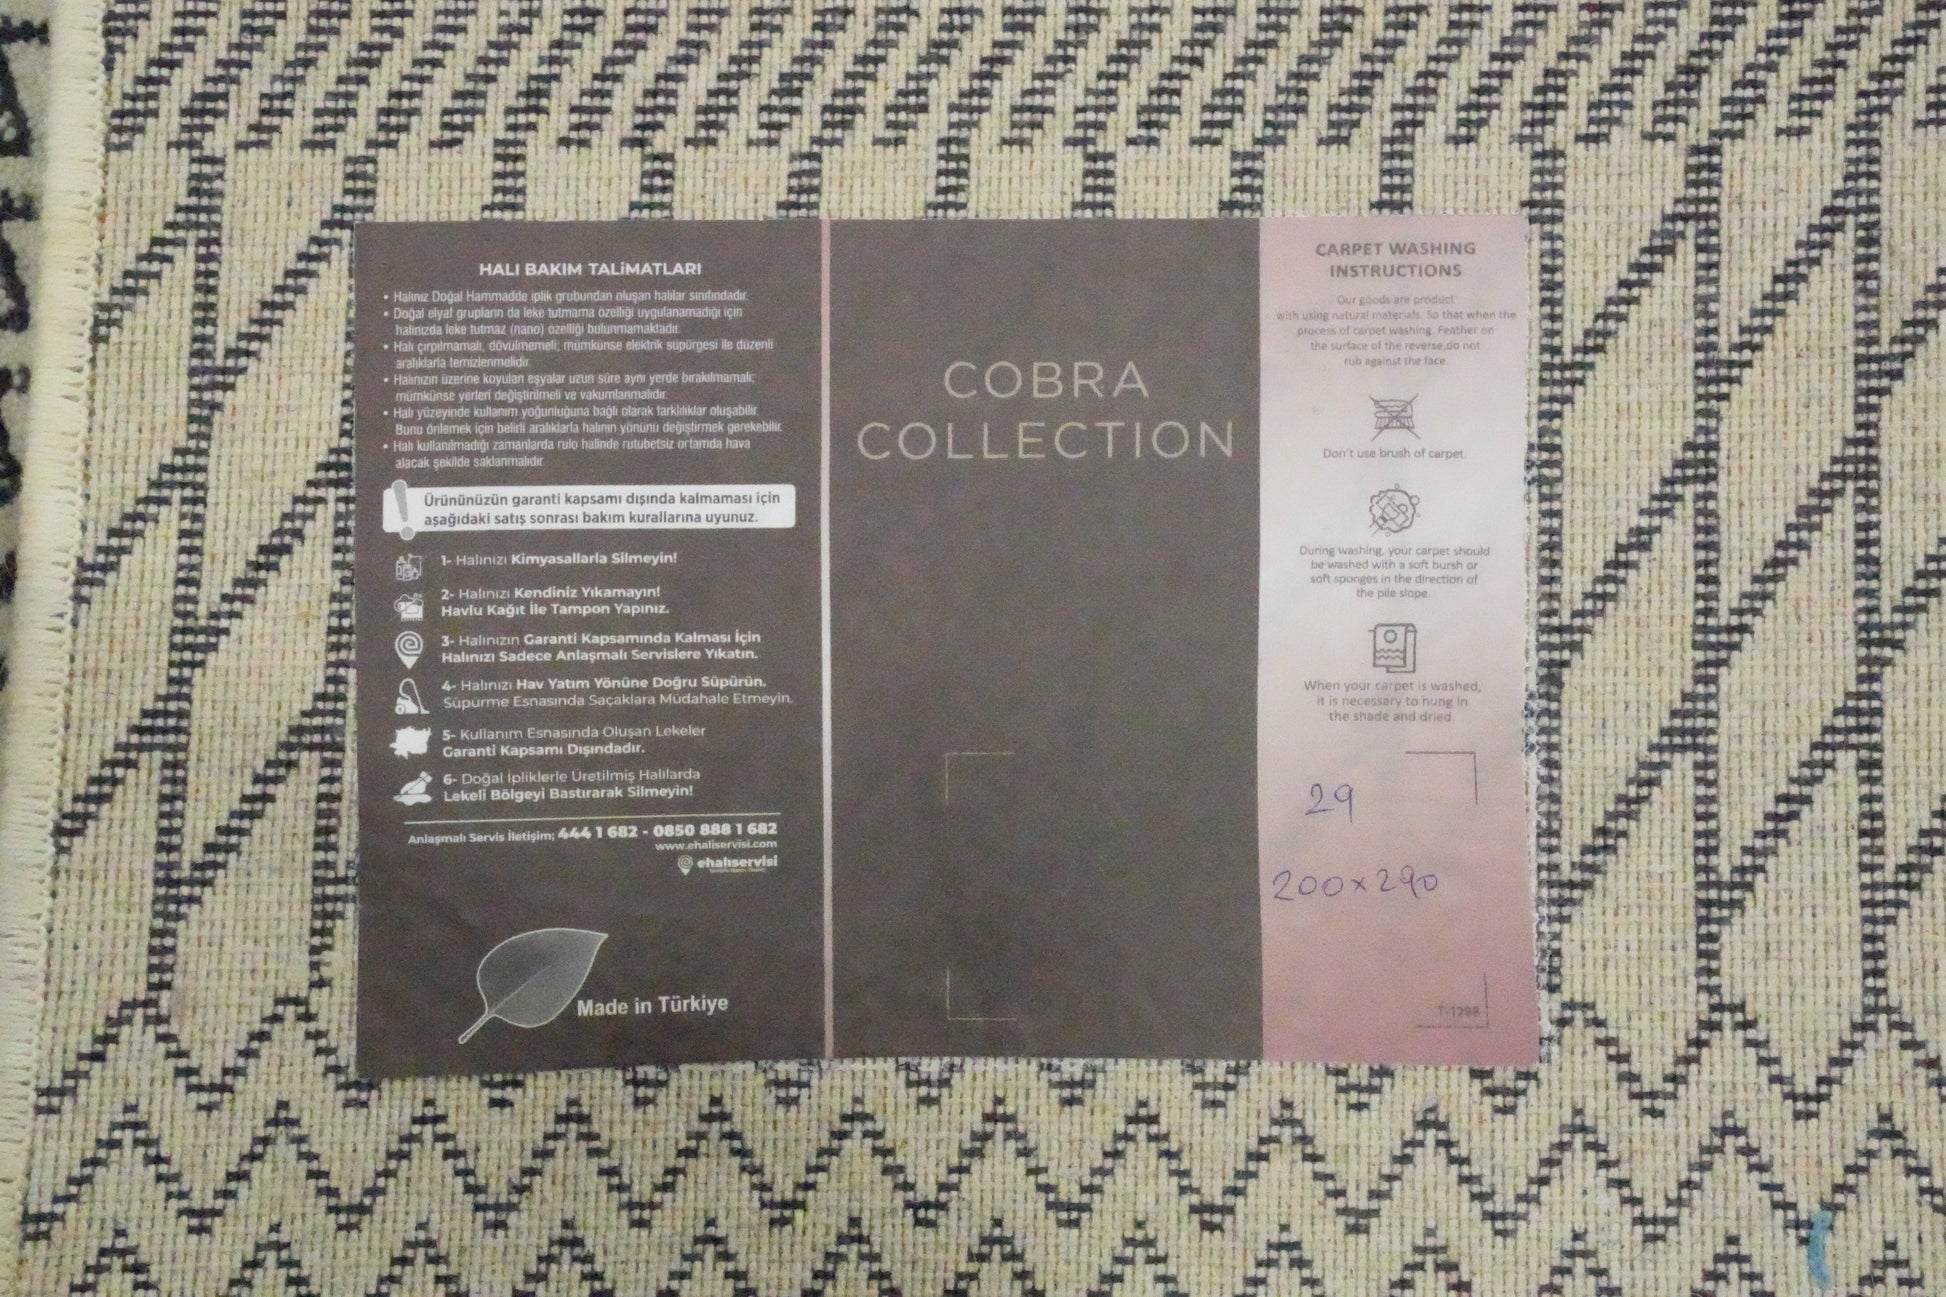 HALI BAKIM TALİMATLARI
• Halınız Doğal Hammadde iplik grubundan oluşan halılar sınıfındadır.
• Doğal elyaf grupların da leke tutmama özelliği uygulanamadığı için
halınızda leke tutmaz (nano) özelliği bulunmamaktadır.
• Halı çırpılmamalı, dövülmemeli, mümkünse elektrik süpürgesi ile düzenli
aralıklarla temizlenmelidir.
• Halınızın üzerine koyulan eşyalar uzun süre aynı yerde bırakılmamalı,
mümkünse yerleri değiştirilmeli ve vakumlanmalıdır.
• Halı yüzeyinde kullanım yoğunluğuna bağlı olarak farklılıklar oluşabilir.
Bunu önlemek için belirli aralıklarla halının yönünü değiştirmek gerekebilir.
• Halı kullanılmadığı zamanlarda rulo halinde rutubetsiz ortamda hava
alacak şekilde saklanmalıdır.
Ürününüzün garanti kapsamı dışında kalmaması için
aşağıdaki satış sonrası bakım kurallarına uyunuz.
1- Halınızı Kimyasallarla Silmeyin!
2- Halınızı Kendiniz Yıkamayın!
Havlu Kağıt İle Tampon Yapınız.
3- Halınızın Garanti Kapsamında Kalması İçin
Halınızı Sadece Anlaşmalı Servislere Yıkatın.
4- Halınızı Hav Yatım Yönüne Doğru Süpürün.
Süpürme Esnasında Saçaklara Müdahale Etmeyin.
5- Kullanım Esnasında Oluşan Lekeler
Garanti Kapsamı Dışındadır.
6- Doğal İpliklerle Üretilmiş Halılarda
Lekeli Bölgeyi Bastırarak Silmeyin!
Anlaşmalı Servis İletişim; 444 1 682 - 0850 888 1 682
www.ehaliservisi.com
ehalıservisi
Made in Türkiye
COBRA
COLLECTION
CARPET WASHING
INSTRUCTIONS
Our goods are product
with using natural materials. So that when the
process of carpet washing. Feather on
the surface of the reverse,do not
rub against the face.
Don't use brush of carpet.
During washing, your carpet should
be washed with a soft bursh or
soft sponges in the direction of
the pile slope.
When your carpet is washed,
it is necessary to hung in
the shade and dried.
29
200x290
T-1298